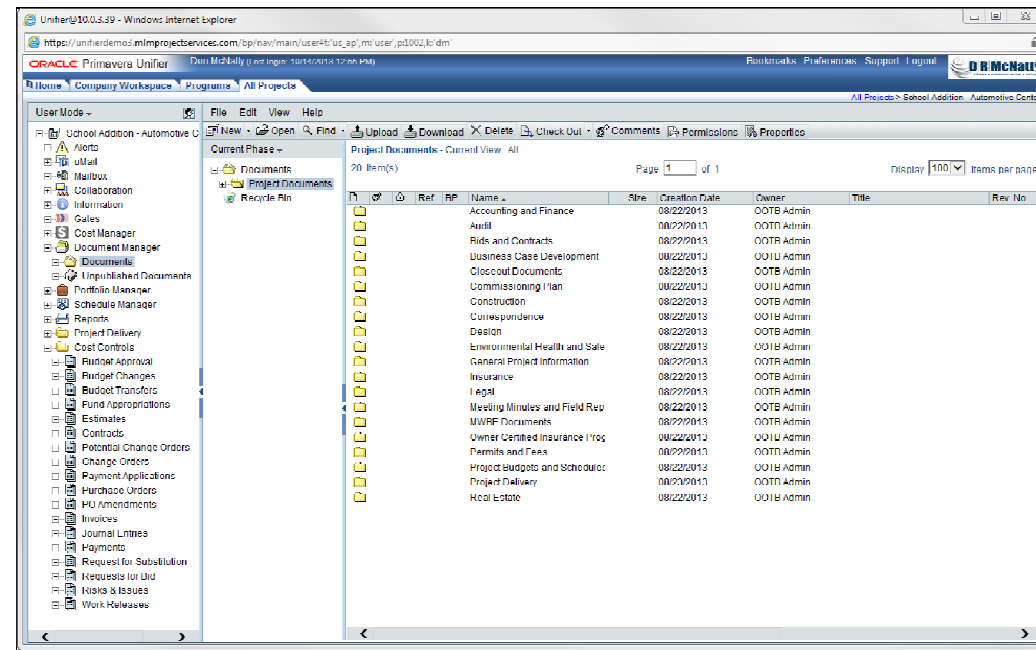 Unifier@10.0.3.39 - Windows Internet Explorer
https://unifierdemo3.mlmprojectservices.com/bp/nav/main/user#t:'us_ap',m:'user',p:1002,k:'dm'
ORACLE Primavera Unifier Don McNally (Last login: 10/14/2013 12:55 PM) Bookmarks Preferences Support Logout D R McNally
Home Company Workspace Programs All Projects
All Projects > School Addition - Automotive Cente
User Mode File Edit View Help
New Open Find Upload Download Delete Check Out Comments Permissions Properties
School Addition - Automotive C
Alerts
uMail
Mailbox
Collaboration
Information
Gates
Cost Manager
Document Manager
Documents
Unpublished Documents
Portfolio Manager
Schedule Manager
Reports
Project Delivery
Cost Controls
Budget Approval
Budget Changes
Budget Transfers
Fund Appropriations
Estimates
Contracts
Potential Change Orders
Change Orders
Payment Applications
Purchase Orders
PO Amendments
Invoices
Journal Entries
Payments
Request for Substitution
Requests for Bid
Risks & Issues
Work Releases
Current Phase
Documents
Project Documents
Recycle Bin
Project Documents - Current View All
20 Item(s) Page 1 of 1 Display 100 items per page
Ref BP Name Size Creation Date Owner Title Rev No
Accounting and Finance 08/22/2013 OOTB Admin
Audit 08/22/2013 OOTB Admin
Bids and Contracts 08/22/2013 OOTB Admin
Business Case Development 08/22/2013 OOTB Admin
Closeout Documents 08/22/2013 OOTB Admin
Commissioning Plan 08/22/2013 OOTB Admin
Construction 08/22/2013 OOTB Admin
Correspondence 08/22/2013 OOTB Admin
Design 08/22/2013 OOTB Admin
Environmental Health and Safe 08/22/2013 OOTB Admin
General Project Information 08/22/2013 OOTB Admin
Insurance 08/22/2013 OOTB Admin
Legal 08/22/2013 OOTB Admin
Meeting Minutes and Field Rep 08/22/2013 OOTB Admin
MWBE Documents 08/22/2013 OOTB Admin
Owner Certified Insurance Prog 08/22/2013 OOTB Admin
Permits and Fees 08/22/2013 OOTB Admin
Project Budgets and Schedules 08/22/2013 OOTB Admin
Project Delivery 08/23/2013 OOTB Admin
Real Estate 08/22/2013 OOTB Admin